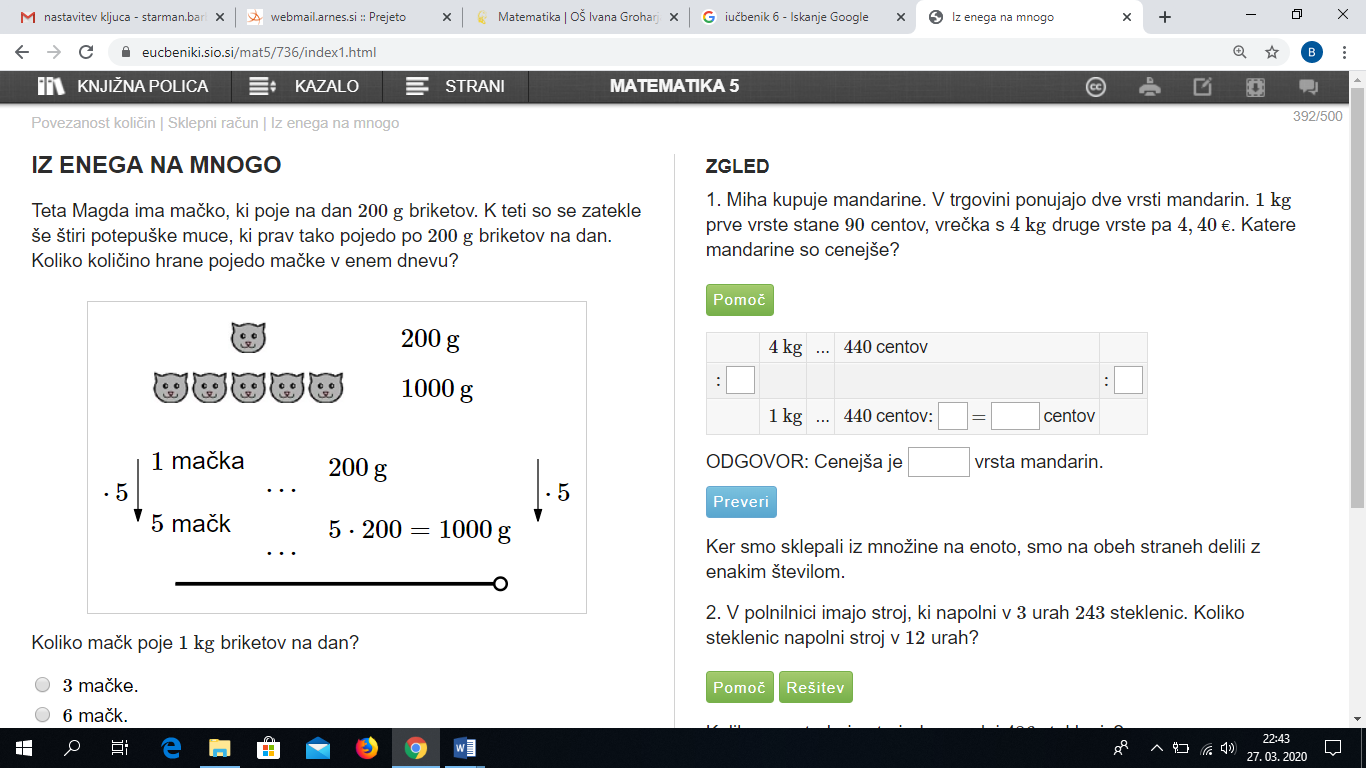 nastavitev kljuca - starman.bar
webmail.arnes.si :: Prejeto
Matematika | OŠ Ivana Groharj
iučbenik 6 - Iskanje Google
Iz enega na mnogo
eucbeniki.sio.si/mat5/736/index1.html
B
KNJIŽNA POLICA
KAZALO
STRANI
MATEMATIKA 5
cc
Povezanost količin | Sklepni račun | Iz enega na mnogo
392/500
IZ ENEGA NA MNOGO
Teta Magda ima mačko, ki poje na dan 200 g briketov. K teti so se zatekle
še štiri potepuške muce, ki prav tako pojedo po 200 g briketov na dan.
Koliko količino hrane pojedo mačke v enem dnevu?
200 g
1000 g
1 mačka ... 200 g
· 5
· 5
5 mačk ... 5 · 200 = 1000 g
Koliko mačk poje 1 kg briketov na dan?
3 mačke.
6 mačk.
ZGLED
1. Miha kupuje mandarine. V trgovini ponujajo dve vrsti mandarin. 1 kg
prve vrste stane 90 centov, vrečka s 4 kg druge vrste pa 4, 40 €. Katere
mandarine so cenejše?
Pomoč
4 kg ... 440 centov
: :
1 kg ... 440 centov: = centov
ODGOVOR: Cenejša je vrsta mandarin.
Preveri
Ker smo sklepali iz množine na enoto, smo na obeh straneh delili z
enakim številom.
2. V polnilnici imajo stroj, ki napolni v 3 urah 243 steklenic. Koliko
steklenic napolni stroj v 12 urah?
Pomoč Rešitev
22:43
27. 03. 2020